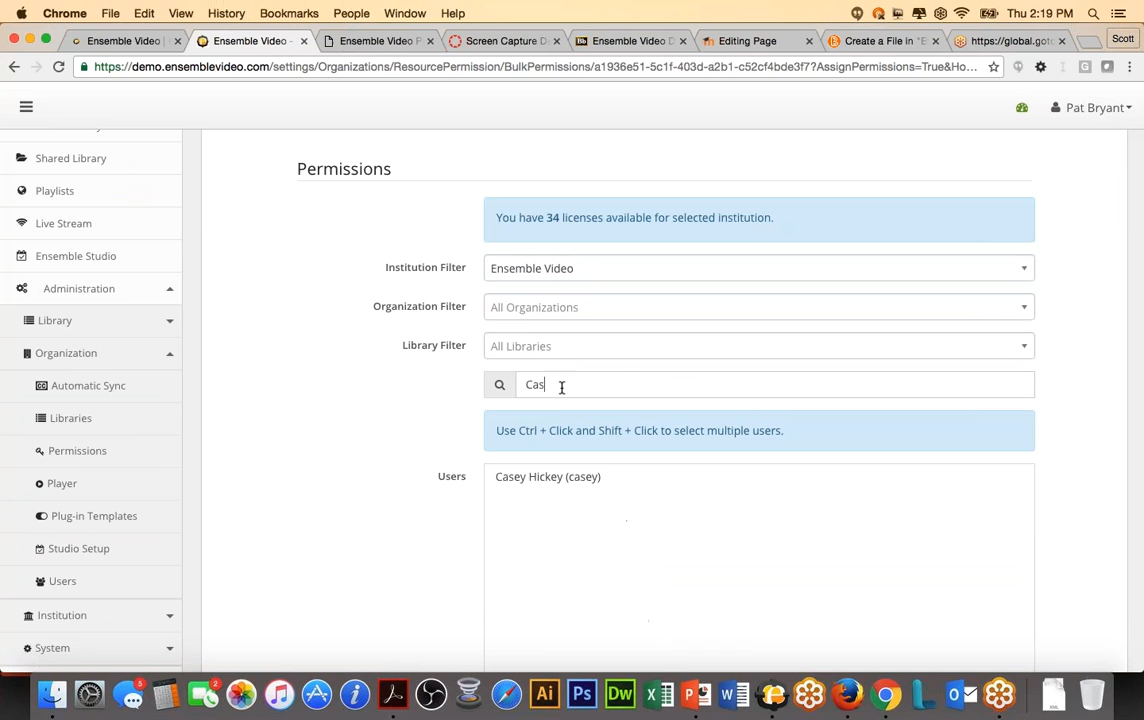 Chrome File Edit View History Bookmarks People Window Help Thu 2:19 PM
Ensemble Video | Ensemble Video - Ensemble Video P Screen Capture D Ensemble Video D Editing Page Create a File in "E https://global.goto Scott
https://demo.ensemblevideo.com/settings/Organizations/ResourcePermission/BulkPermissions/a1936e51-5c1f-403d-a2b1-c52cf4bde3f7?AssignPermissions=True&Ho...
Pat Bryant
Shared Library
Playlists
Live Stream
Ensemble Studio
Administration
Library
Organization
Automatic Sync
Libraries
Permissions
Player
Plug-in Templates
Studio Setup
Users
Institution
System
Permissions
You have 34 licenses available for selected institution.
Institution Filter Ensemble Video
Organization Filter All Organizations
Library Filter All Libraries
Cas
Use Ctrl + Click and Shift + Click to select multiple users.
Users Casey Hickey (casey)
5 2 Ai Ps Dw